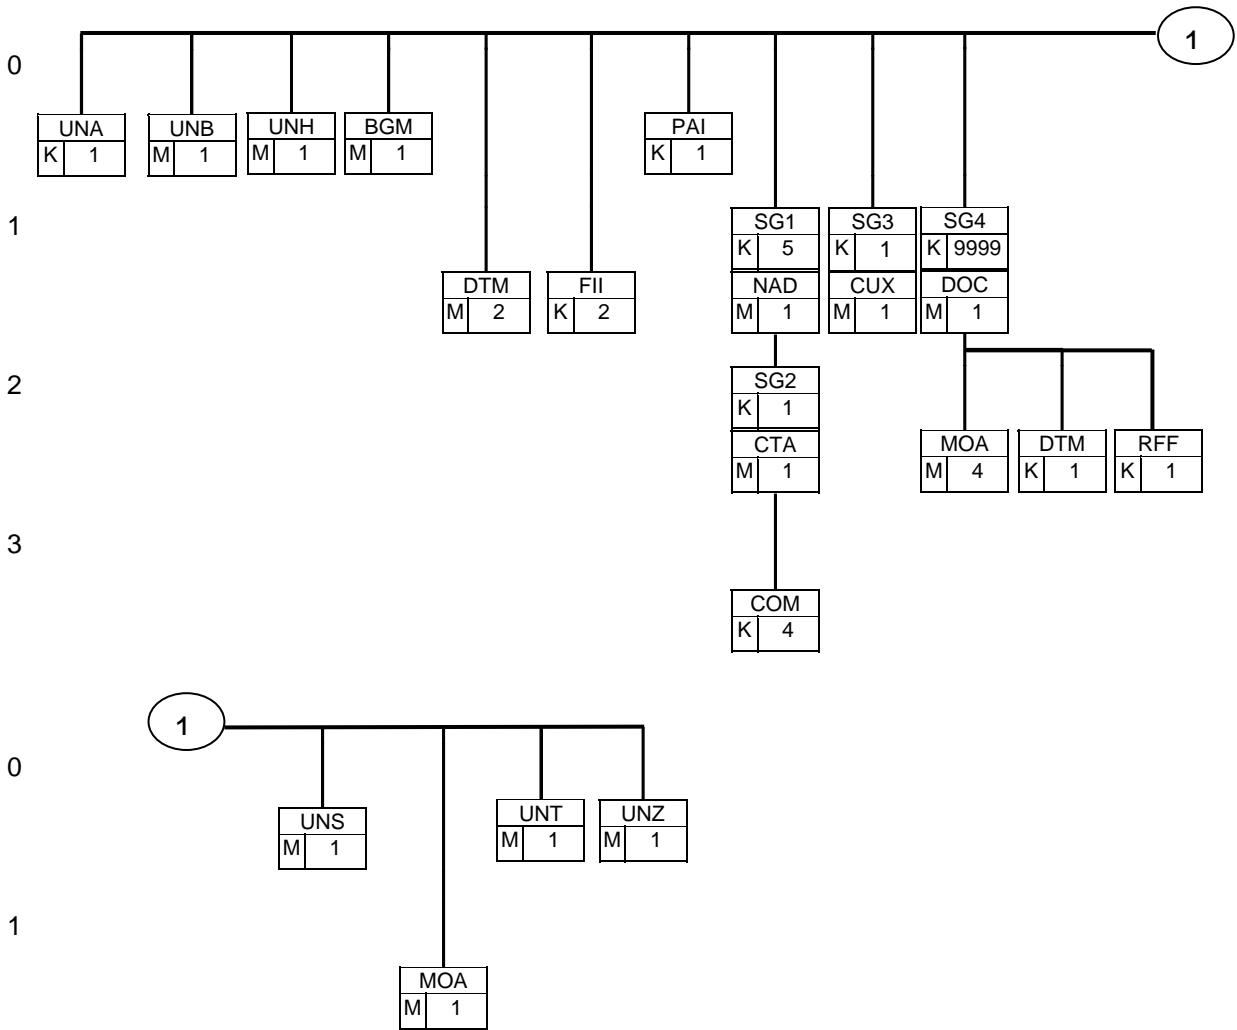 1
0
UNA UNB UNH BGM PAI
K 1 M 1 M 1 M 1 K 1
1 SG1 SG3 SG4
K 5 K 1 K 9999
DTM FII NAD CUX DOC
M 2 K 2 M 1 M 1 M 1
2 SG2
K 1
CTA MOA DTM RFF
M 1 M 4 K 1 K 1
3
COM
K 4
1
0
UNS UNT UNZ
M 1 M 1 M 1
1
MOA
M 1